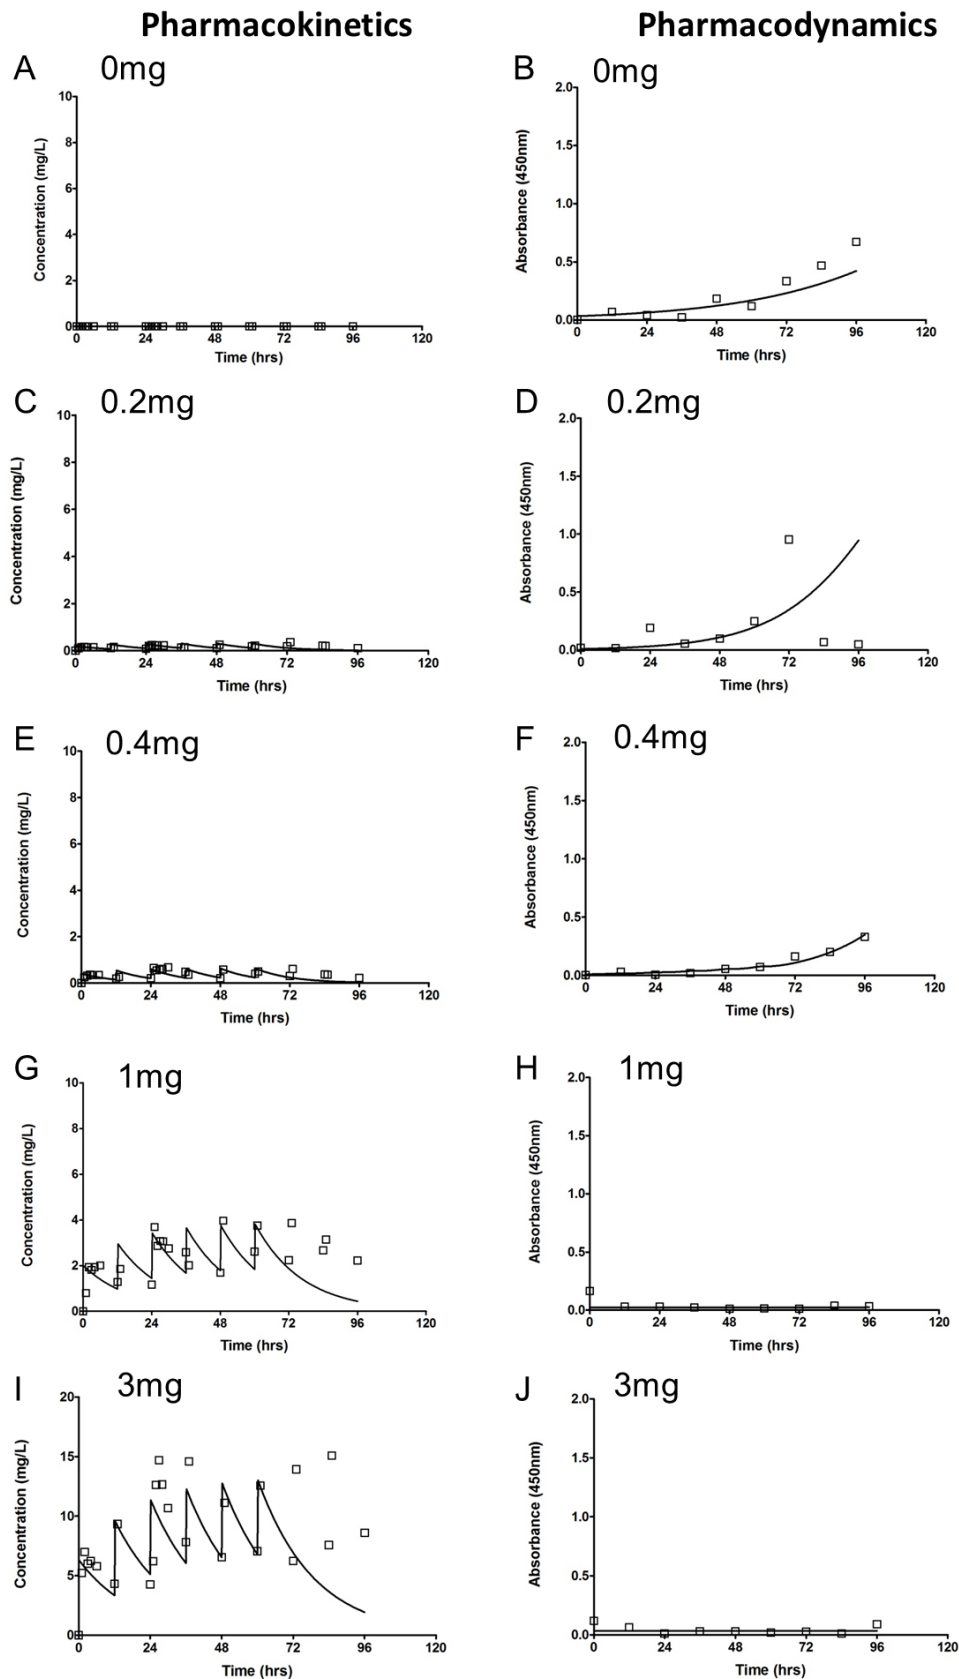 Pharmacokinetics Pharmacodynamics
A 0mg
10
8
6
4
2
0
Concentration (mg/L)
0 24 48 72 96 120
Time (hrs)
B 0mg
2.0
1.5
1.0
0.5
0.0
Absorbance (450nm)
0 24 48 72 96 120
Time (hrs)
C 0.2mg
10
8
6
4
2
0
Concentration (mg/L)
0 24 48 72 96 120
Time (hrs)
D 0.2mg
2.0
1.5
1.0
0.5
0.0
Absorbance (450nm)
0 24 48 72 96 120
Time (hrs)
E 0.4mg
10
8
6
4
2
0
Concentration (mg/L)
0 24 48 72 96 120
Time (hrs)
F 0.4mg
2.0
1.5
1.0
0.5
0.0
Absorbance (450nm)
0 24 48 72 96 120
Time (hrs)
G 1mg
10
8
6
4
2
0
Concentration (mg/L)
0 24 48 72 96 120
Time (hrs)
H 1mg
2.0
1.5
1.0
0.5
0.0
Absorbance (450nm)
0 24 48 72 96 120
Time (hrs)
I 3mg
20
15
10
5
0
Concentration (mg/L)
0 24 48 72 96 120
Time (hrs)
J 3mg
2.0
1.5
1.0
0.5
0.0
Absorbance (450nm)
0 24 48 72 96 120
Time (hrs)